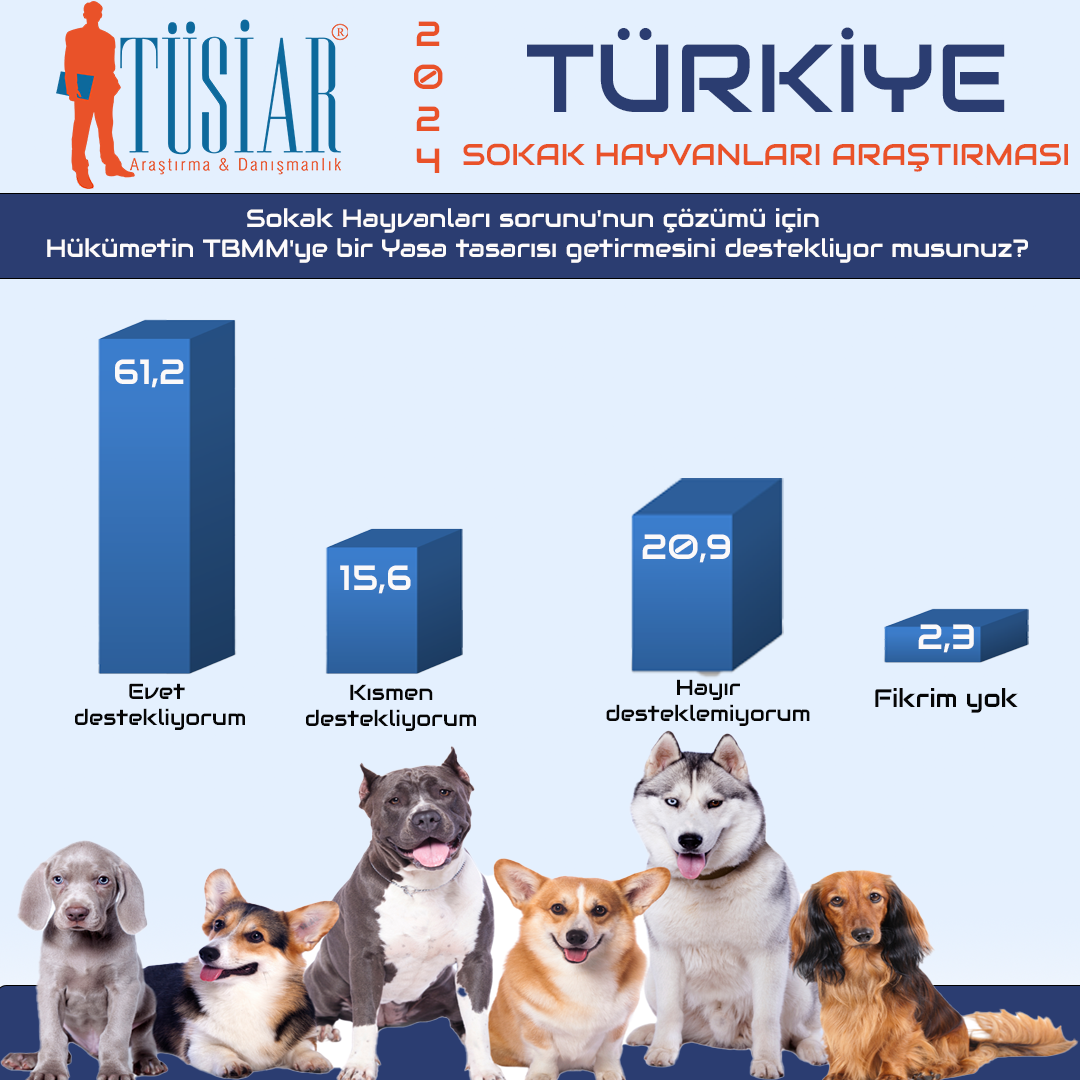 TÜSİAR®
Araştırma & Danışmanlık
2024
TÜRKİYE
SOKAK HAYVANLARI ARAŞTIRMASI
Sokak Hayvanları sorunu'nun çözümü için
Hükümetin TBMM'ye bir Yasa tasarısı getirmesini destekliyor musunuz?
61,2
15,6
20,9
2,3
Evet
destekliyorum
Kısmen
destekliyorum
Hayır
desteklemiyorum
Fikrim yok